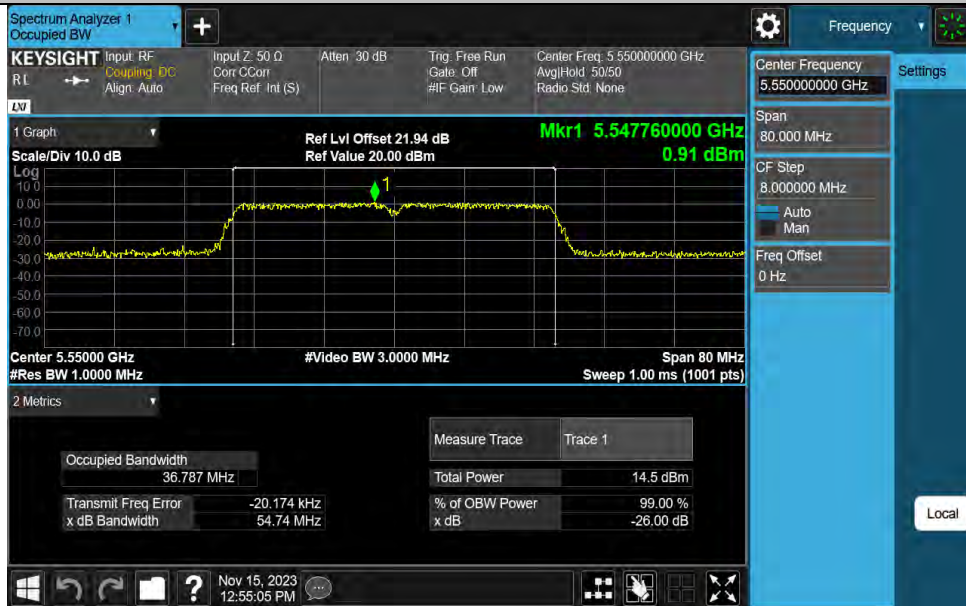 Spectrum Analyzer 1
Occupied BW
+
Frequency
KEYSIGHT
RL
LXI
Input: RF
Coupling: DC
Align: Auto
Input Z: 50 Ω
Corr CCorr
Freq Ref: Int (S)
Atten: 30 dB
Trig: Free Run
Gate: Off
#IF Gain: Low
Center Freq: 5.550000000 GHz
Avg|Hold: 50/50
Radio Std: None
Center Frequency
5.550000000 GHz
Settings
Span
80.000 MHz
CF Step
8.000000 MHz
Auto
Man
Freq Offset
0 Hz
Local
1 Graph
Scale/Div 10.0 dB
Ref Lvl Offset 21.94 dB
Ref Value 20.00 dBm
Mkr1 5.547760000 GHz
0.91 dBm
Log
10.0
0.00
-10.0
-20.0
-30.0
-40.0
-50.0
-60.0
-70.0
1
Center 5.55000 GHz
#Res BW 1.0000 MHz
#Video BW 3.0000 MHz
Span 80 MHz
Sweep 1.00 ms (1001 pts)
2 Metrics
Measure Trace Trace 1
Occupied Bandwidth
36.787 MHz
Total Power 14.5 dBm
Transmit Freq Error -20.174 kHz
% of OBW Power 99.00 %
x dB Bandwidth 54.74 MHz
x dB -26.00 dB
?
Nov 15, 2023
12:55:05 PM